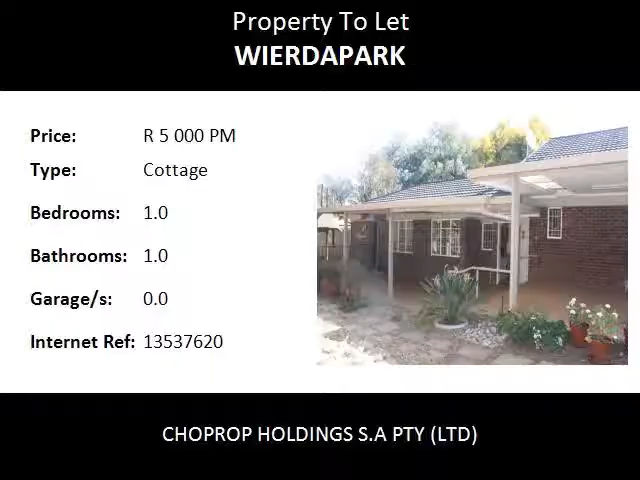 Property To Let
WIERDAPARK
Price: R 5 000 PM
Type: Cottage
Bedrooms: 1.0
Bathrooms: 1.0
Garage/s: 0.0
Internet Ref: 13537620
CHOPROP HOLDINGS S.A PTY (LTD)